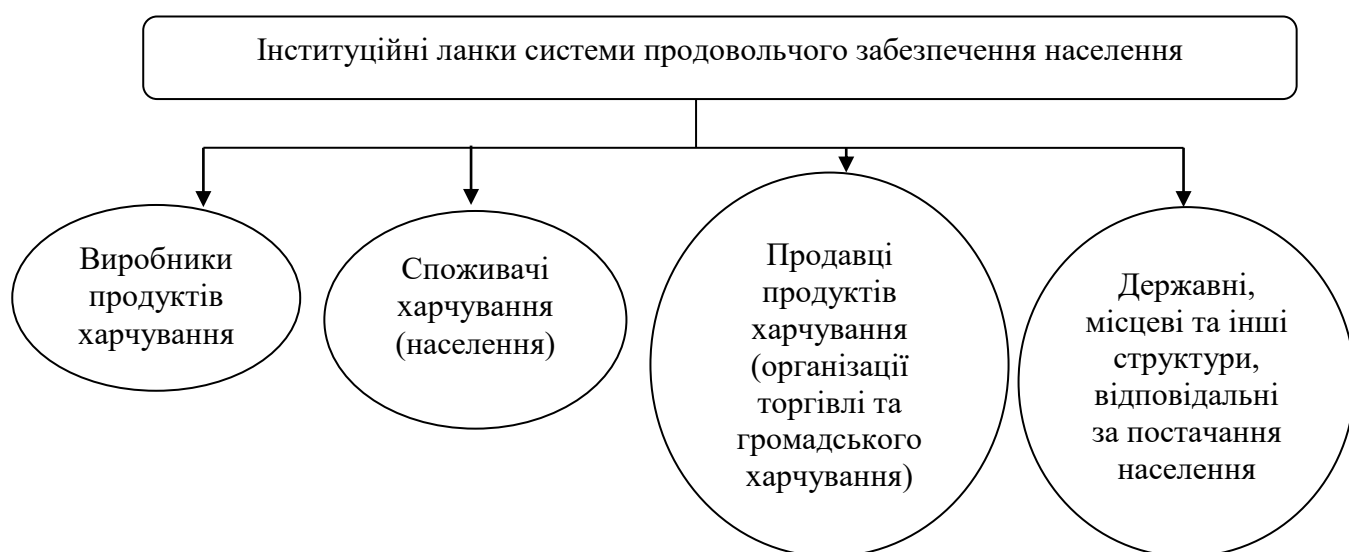 Інституційні ланки системи продовольчого забезпечення населення
Виробники
продуктів
харчування
Споживачі
харчування
(населення)
Продавці
продуктів
харчування
(організації
торгівлі та
громадського
харчування)
Державні,
місцеві та інші
структури,
відповідальні
за постачання
населення